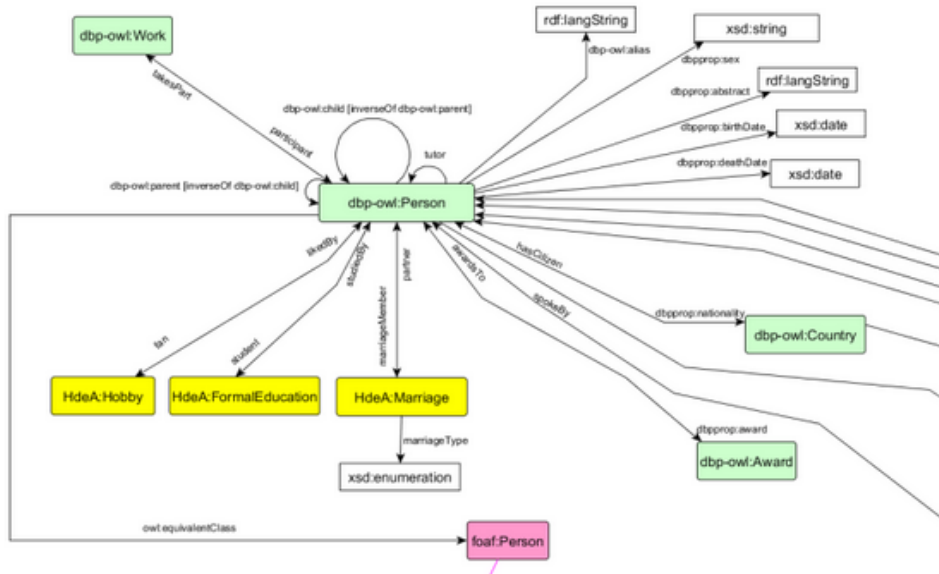 rdf:langString
xsd:string
dbp-owl:Work
dbp-owl:alias
dbpprop:sex
rdf:langString
dbpprop:abstract
takesPart
dbp-owl:child [inverseOf dbp-owl:parent]
dbpprop:birthDate
xsd:date
participant
tutor
dbpprop:deathDate
xsd:date
dbp-owl:parent [inverseOf dbp-owl:child]
dbp-owl:Person
likedBy
studiedBy
partner
awardsTo
hasCitizen
spokeBy
dbpprop:nationality
dbp-owl:Country
fan
student
marriageMember
HdeA:Hobby
HdeA:FormalEducation
HdeA:Marriage
dbpprop:award
marriageType
dbp-owl:Award
xsd:enumeration
owl:equivalentClass
foaf:Person